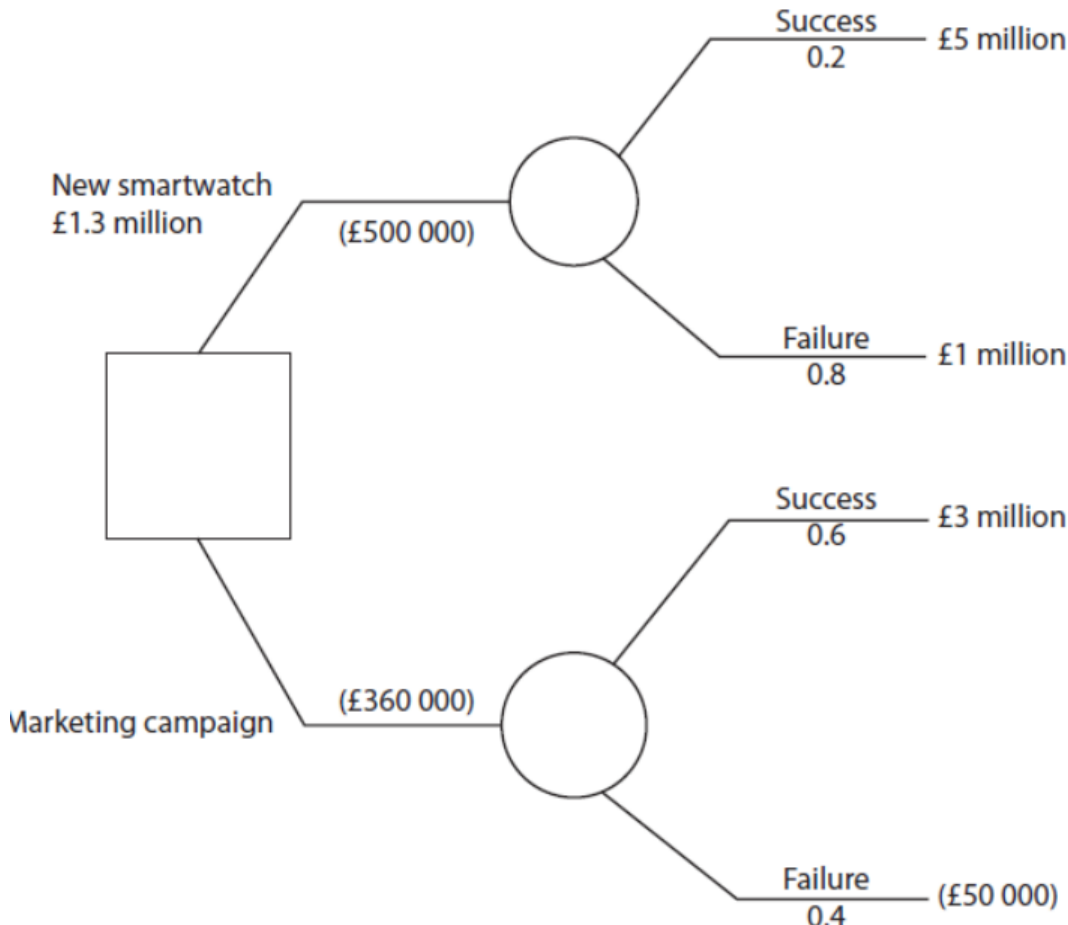 Success
0.2
£5 million
New smartwatch
£1.3 million
(£500 000)
Failure
0.8
£1 million
Success
0.6
£3 million
Marketing campaign
(£360 000)
Failure
0.4
(£50 000)